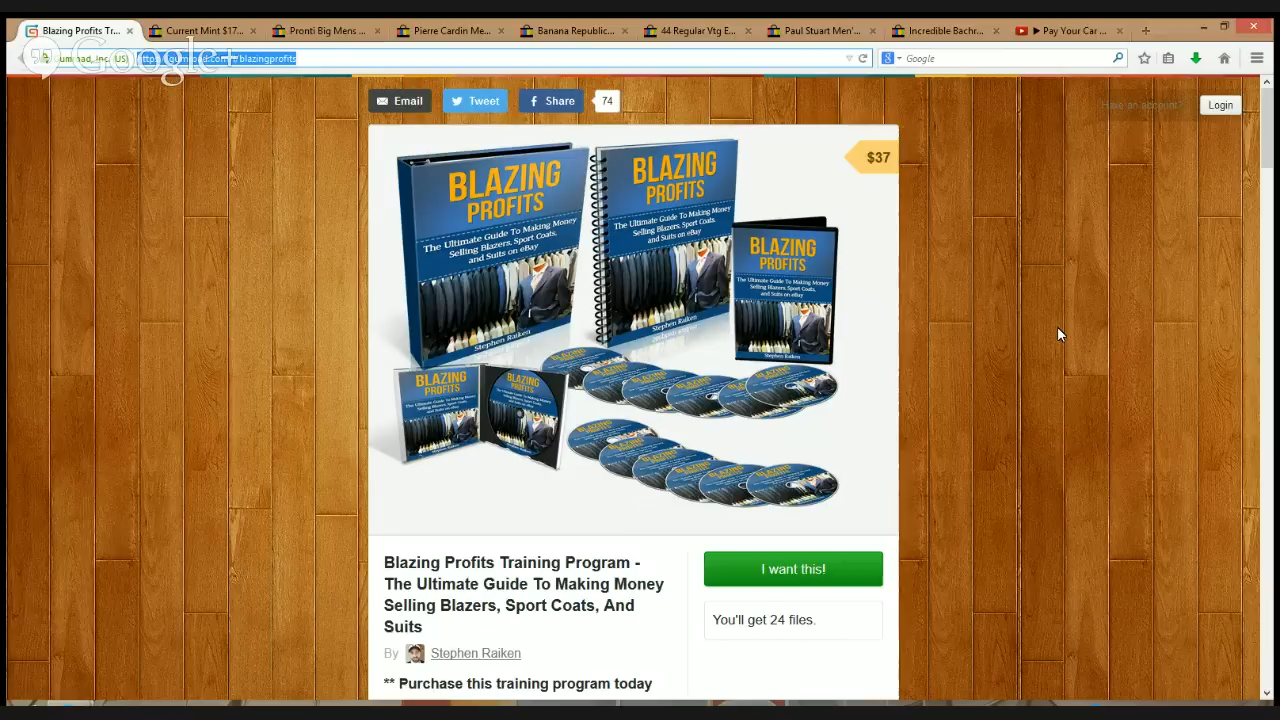 Blazing Profits Tr...
Current Mint $17...
Pronti Big Mens ...
Pierre Cardin Me...
Banana Republic...
44 Regular Vtg E...
Paul Stuart Men'...
Incredible Bachr...
▶ Pay Your Car ...
Google+
Google
Email
Tweet
Share
74
Have an account?
Login
$37
BLAZING
PROFITS
The Ultimate Guide To Making Money
Selling Blazers, Sport Coats,
and Suits on eBay
Stephen Raiken
BLAZING
PROFITS
The Ultimate Guide To Making Money
Selling Blazers, Sport Coats,
and Suits on eBay
Stephen Raiken
BLAZING
PROFITS
The Ultimate Guide To Making Money
Selling Blazers, Sport Coats,
and Suits on eBay
Stephen Raiken
BLAZING
PROFITS
Blazing Profits Training Program -
The Ultimate Guide To Making Money
Selling Blazers, Sport Coats, And
Suits
By Stephen Raiken
** Purchase this training program today
I want this!
You'll get 24 files.